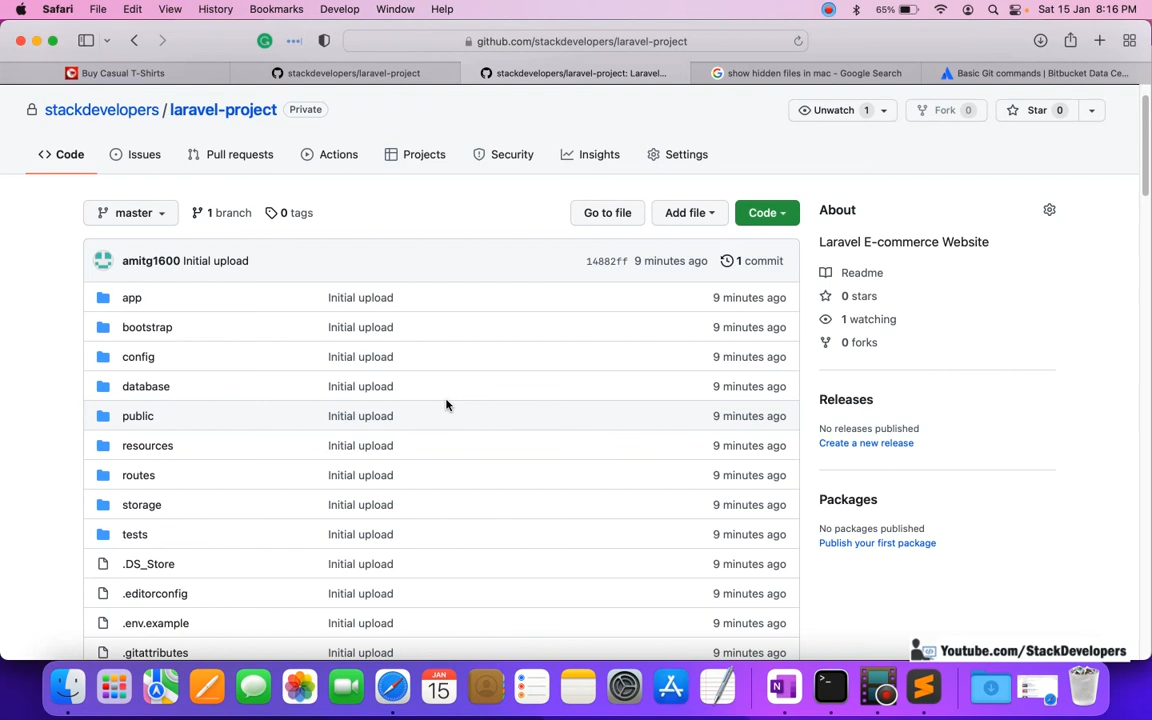 Safari File Edit View History Bookmarks Develop Window Help 65% Sat 15 Jan 8:16 PM
github.com/stackdevelopers/laravel-project
Buy Casual T-Shirts stackdevelopers/laravel-project stackdevelopers/laravel-project: Laravel... show hidden files in mac - Google Search Basic Git commands | Bitbucket Data Ce...
stackdevelopers / laravel-project Private Unwatch 1 Fork 0 Star 0
Code Issues Pull requests Actions Projects Security Insights Settings
master 1 branch 0 tags Go to file Add file Code
About
Laravel E-commerce Website
Readme
0 stars
1 watching
0 forks
Releases
No releases published
Create a new release
Packages
No packages published
Publish your first package
amitg1600 Initial upload 14882ff 9 minutes ago 1 commit
app Initial upload 9 minutes ago
bootstrap Initial upload 9 minutes ago
config Initial upload 9 minutes ago
database Initial upload 9 minutes ago
public Initial upload 9 minutes ago
resources Initial upload 9 minutes ago
routes Initial upload 9 minutes ago
storage Initial upload 9 minutes ago
tests Initial upload 9 minutes ago
.DS_Store Initial upload 9 minutes ago
.editorconfig Initial upload 9 minutes ago
.env.example Initial upload 9 minutes ago
.gitattributes Initial upload 9 minutes ago
Youtube.com/StackDevelopers
JAN
15